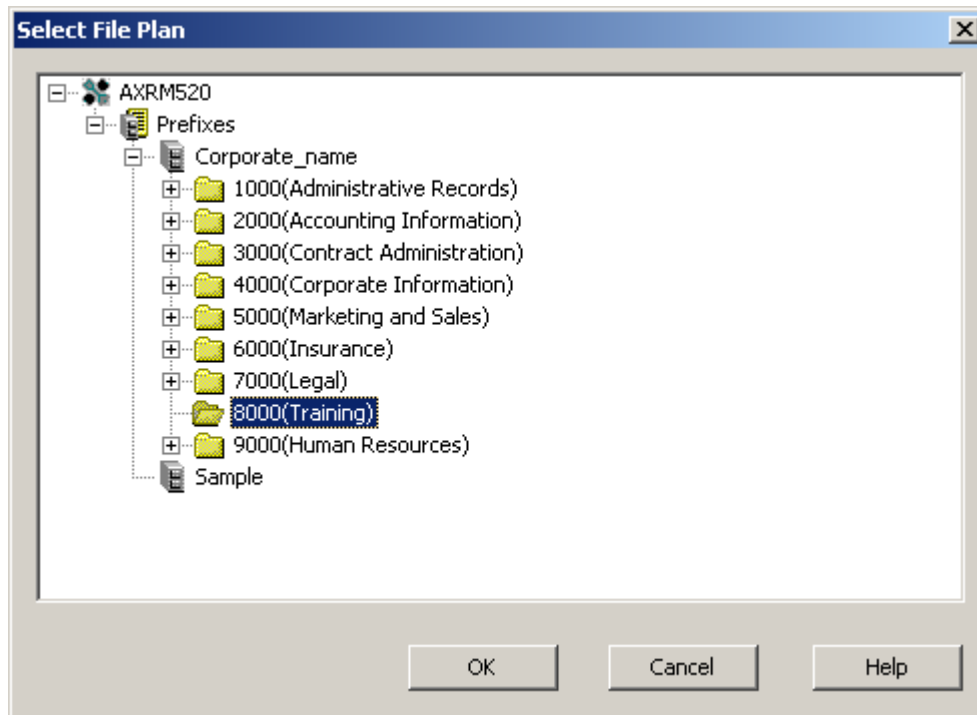 Select File Plan
AXRM520
Prefixes
Corporate_name
1000(Administrative Records)
2000(Accounting Information)
3000(Contract Administration)
4000(Corporate Information)
5000(Marketing and Sales)
6000(Insurance)
7000(Legal)
8000(Training)
9000(Human Resources)
Sample
OK Cancel Help